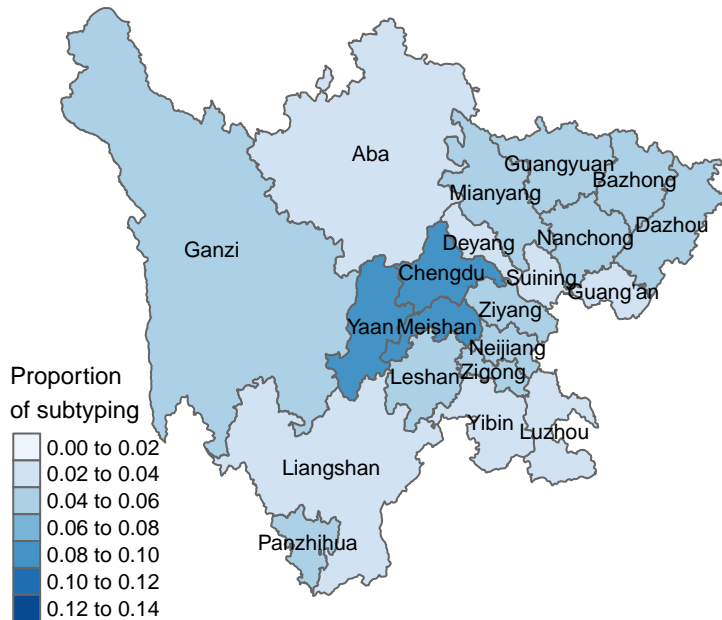 Aba
Guangyuan
Bazhong
Mianyang
Dazhou
Ganzi
Deyang
Nanchong
Chengdu
Suining
Guang'an
Ziyang
Yaan
Meishan
Neijiang
Leshan
Zigong
Yibin
Luzhou
Liangshan
Panzhihua
Proportion
of subtyping
0.00 to 0.02
0.02 to 0.04
0.04 to 0.06
0.06 to 0.08
0.08 to 0.10
0.10 to 0.12
0.12 to 0.14